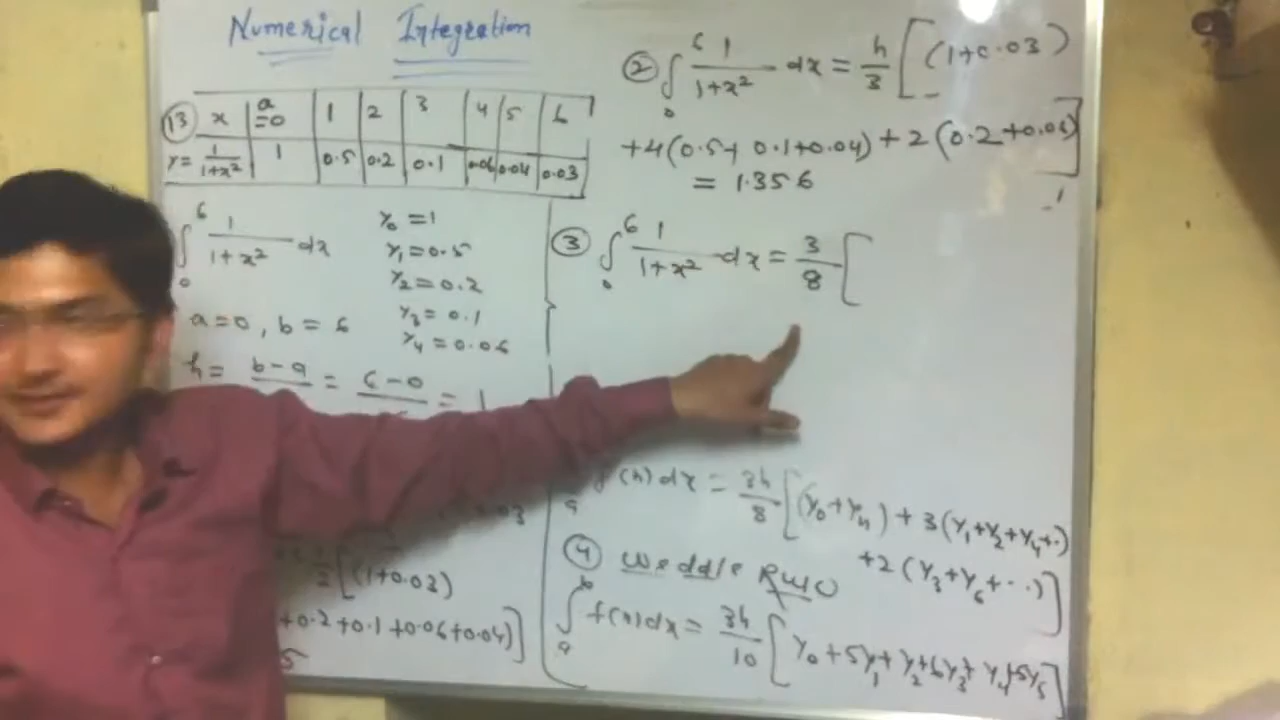 Numerical Integration
13 x a=0 1 2 3 4 5 6
y = 1/1+x² 1 0.5 0.2 0.1 0.06 0.04 0.03
∫₀⁶ 1/1+x² dx
y₀ = 1
y₁ = 0.5
y₂ = 0.2
y₃ = 0.1
y₄ = 0.06
a = 0, b = 6
h = b-a = 6-0 = 1
0.03
[(1+0.03)
+0.2+0.1+0.06+0.04)]
5
② ∫₀⁶ 1/1+x² dx = h/3 [(1+0.03)
+4(0.5+0.1+0.04)+2(0.2+0.06)]
= 1.356
③ ∫₀⁶ 1/1+x² dx = 3/8 [
(x)dx = 3h/8 [(y₀+yₙ)+3(y₁+y₂+y₄+..)
+2(y₃+y₆+...)]
④ Weddle Rule
∫ₐᵇ f(x)dx = 3h/10 [y₀+5y₁+y₂+6y₃+y₄+5y₅]